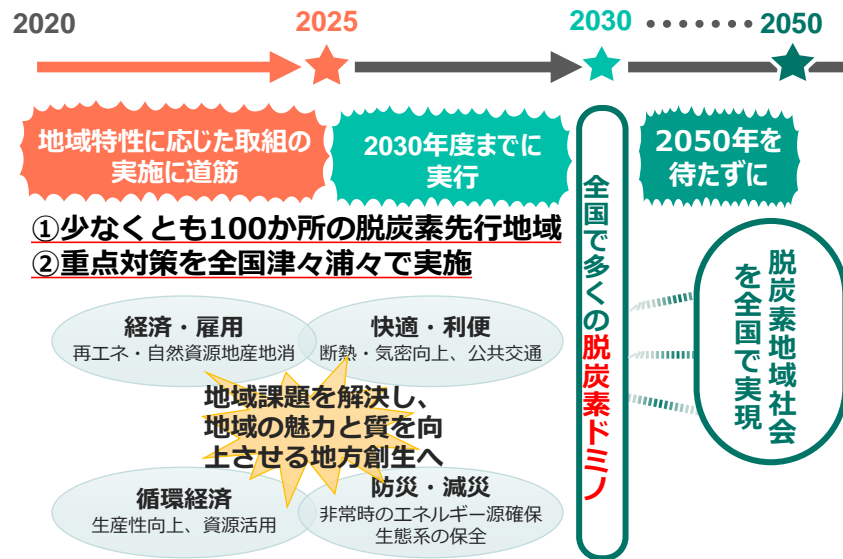 2020
2025
2030
2050
地域特性に応じた取組の
実施に道筋
2030年度までに
実行
2050年を
待たずに
①少なくとも100か所の脱炭素先行地域
②重点対策を全国津々浦々で実施
経済・雇用
再エネ・自然資源地産地消
快適・利便
断熱・気密向上、公共交通
地域課題を解決し、
地域の魅力と質を向
上させる地方創生へ
循環経済
生産性向上、資源活用
防災・減災
非常時のエネルギー源確保
生態系の保全
全国で多くの脱炭素ドミノ
脱炭素地域社会
を全国で実現